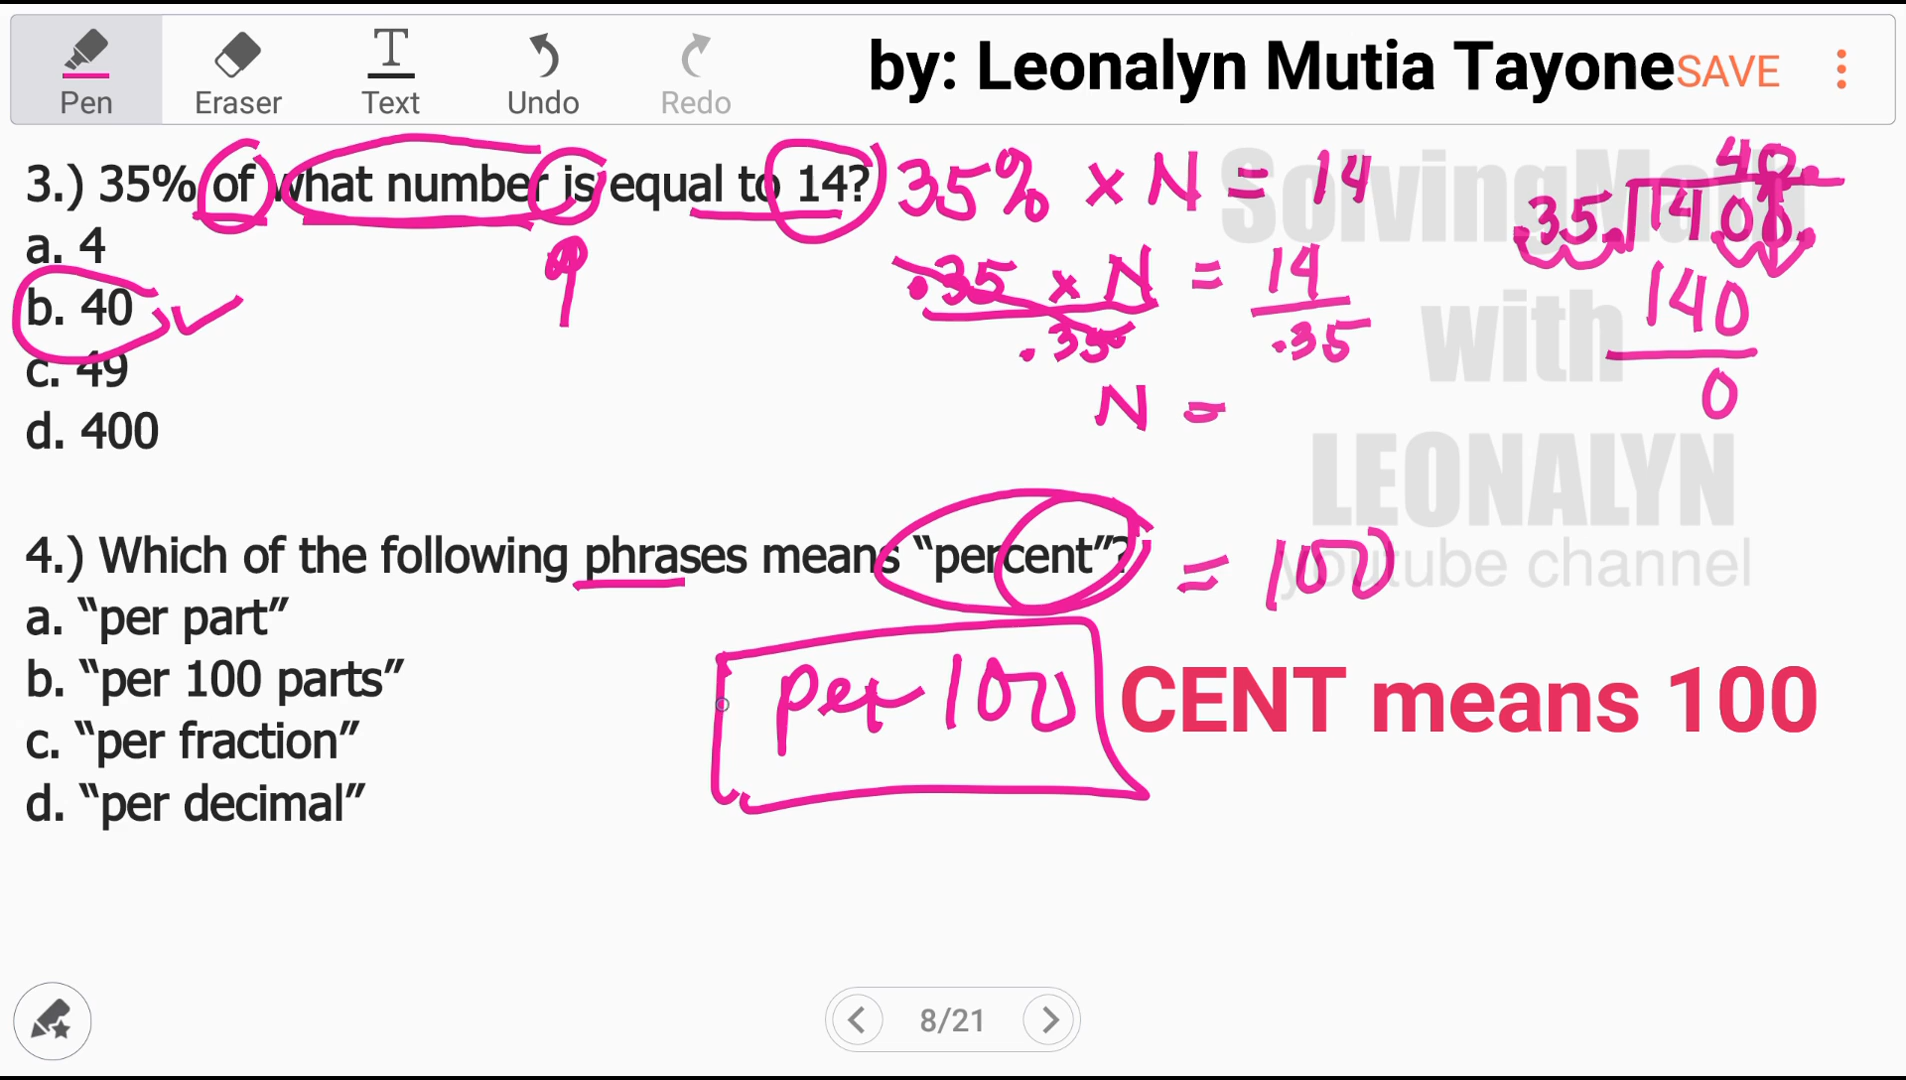 Pen Eraser Text Undo Redo by: Leonalyn Mutia Tayone SAVE
3.) 35% of what number is equal to 14?
a. 4
b. 40
c. 49
d. 400
35% × N = 14
.35 × N = 14
.35 .35
N =
40.
.35. 1400.
140
0
SolvingMath
with
LEONALYN
youtube channel
4.) Which of the following phrases means “percent”? = 100
a. “per part”
b. “per 100 parts”
c. “per fraction”
d. “per decimal”
per 100
CENT means 100
8/21